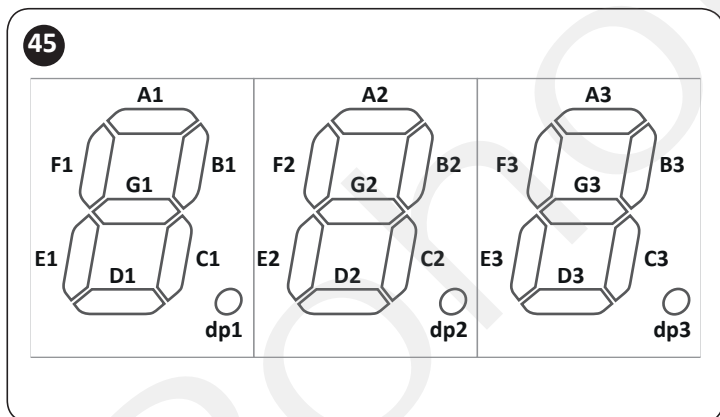 45
A1 A2 A3
F1 B1 F2 B2 F3 B3
G1 G2 G3
E1 C1 E2 C2 E3 C3
D1 D2 D3
dp1 dp2 dp3